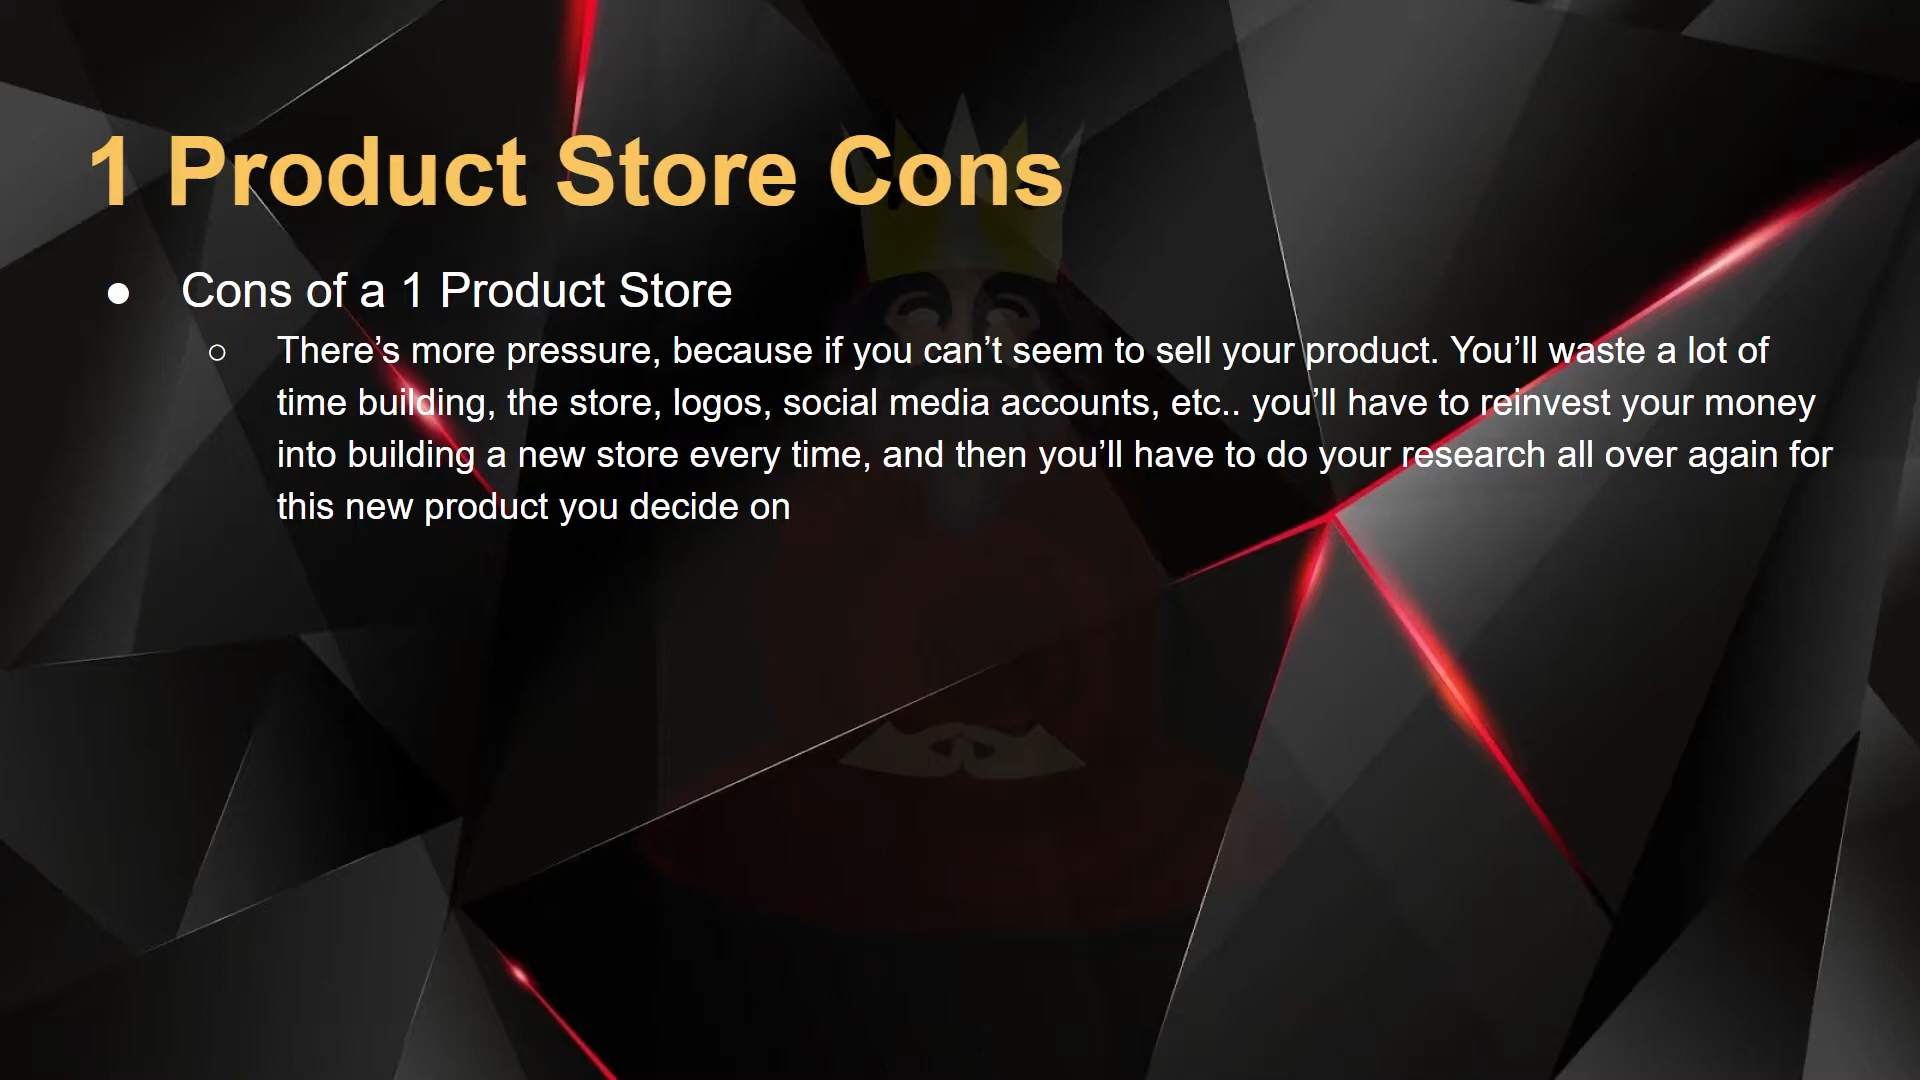 1 Product Store Cons
● Cons of a 1 Product Store
○ There’s more pressure, because if you can’t seem to sell your product. You’ll waste a lot of
time building, the store, logos, social media accounts, etc.. you’ll have to reinvest your money
into building a new store every time, and then you’ll have to do your research all over again for
this new product you decide on